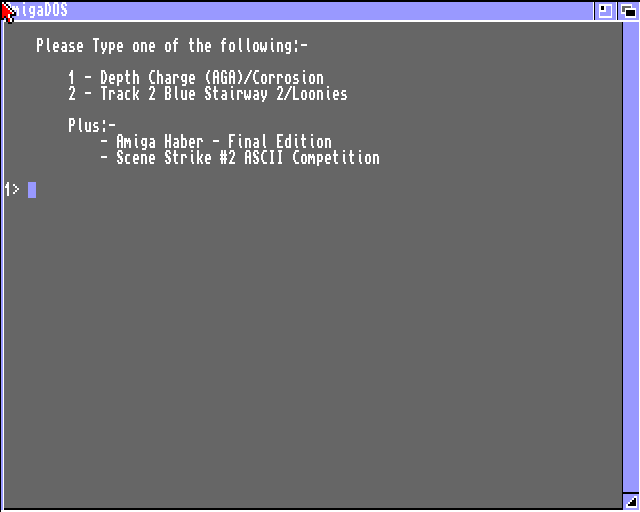 AmigaDOS
Please Type one of the following:-
1 - Depth Charge (AGA)/Corrosion
2 - Track 2 Blue Stairway 2/Loonies
Plus:-
- Amiga Haber - Final Edition
- Scene Strike #2 ASCII Competition
1>